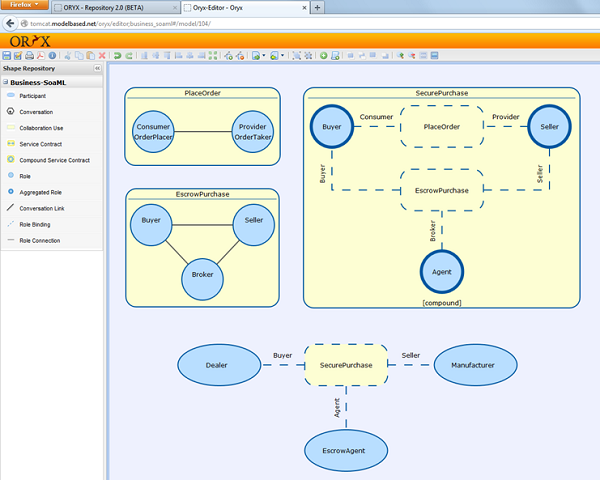 Firefox
ORYX - Repository 2.0 (BETA)
Oryx-Editor - Oryx
tomcat.modelbased.net/oryx/editor;business_soaml#/model/104/
ORYX
Shape Repository
Business-SoaML
Participant
Conversation
Collaboration Use
Service Contract
Compound Service Contract
Role
Aggregated Role
Conversation Link
Role Binding
Role Connection
PlaceOrder
Consumer
OrderPlacer
Provider
OrderTaker
EscrowPurchase
Buyer
Seller
Broker
SecurePurchase
Buyer
Consumer
PlaceOrder
Provider
Seller
Buyer
EscrowPurchase
Seller
Broker
Agent
[compound]
Dealer
Buyer
SecurePurchase
Seller
Manufacturer
Agent
EscrowAgent